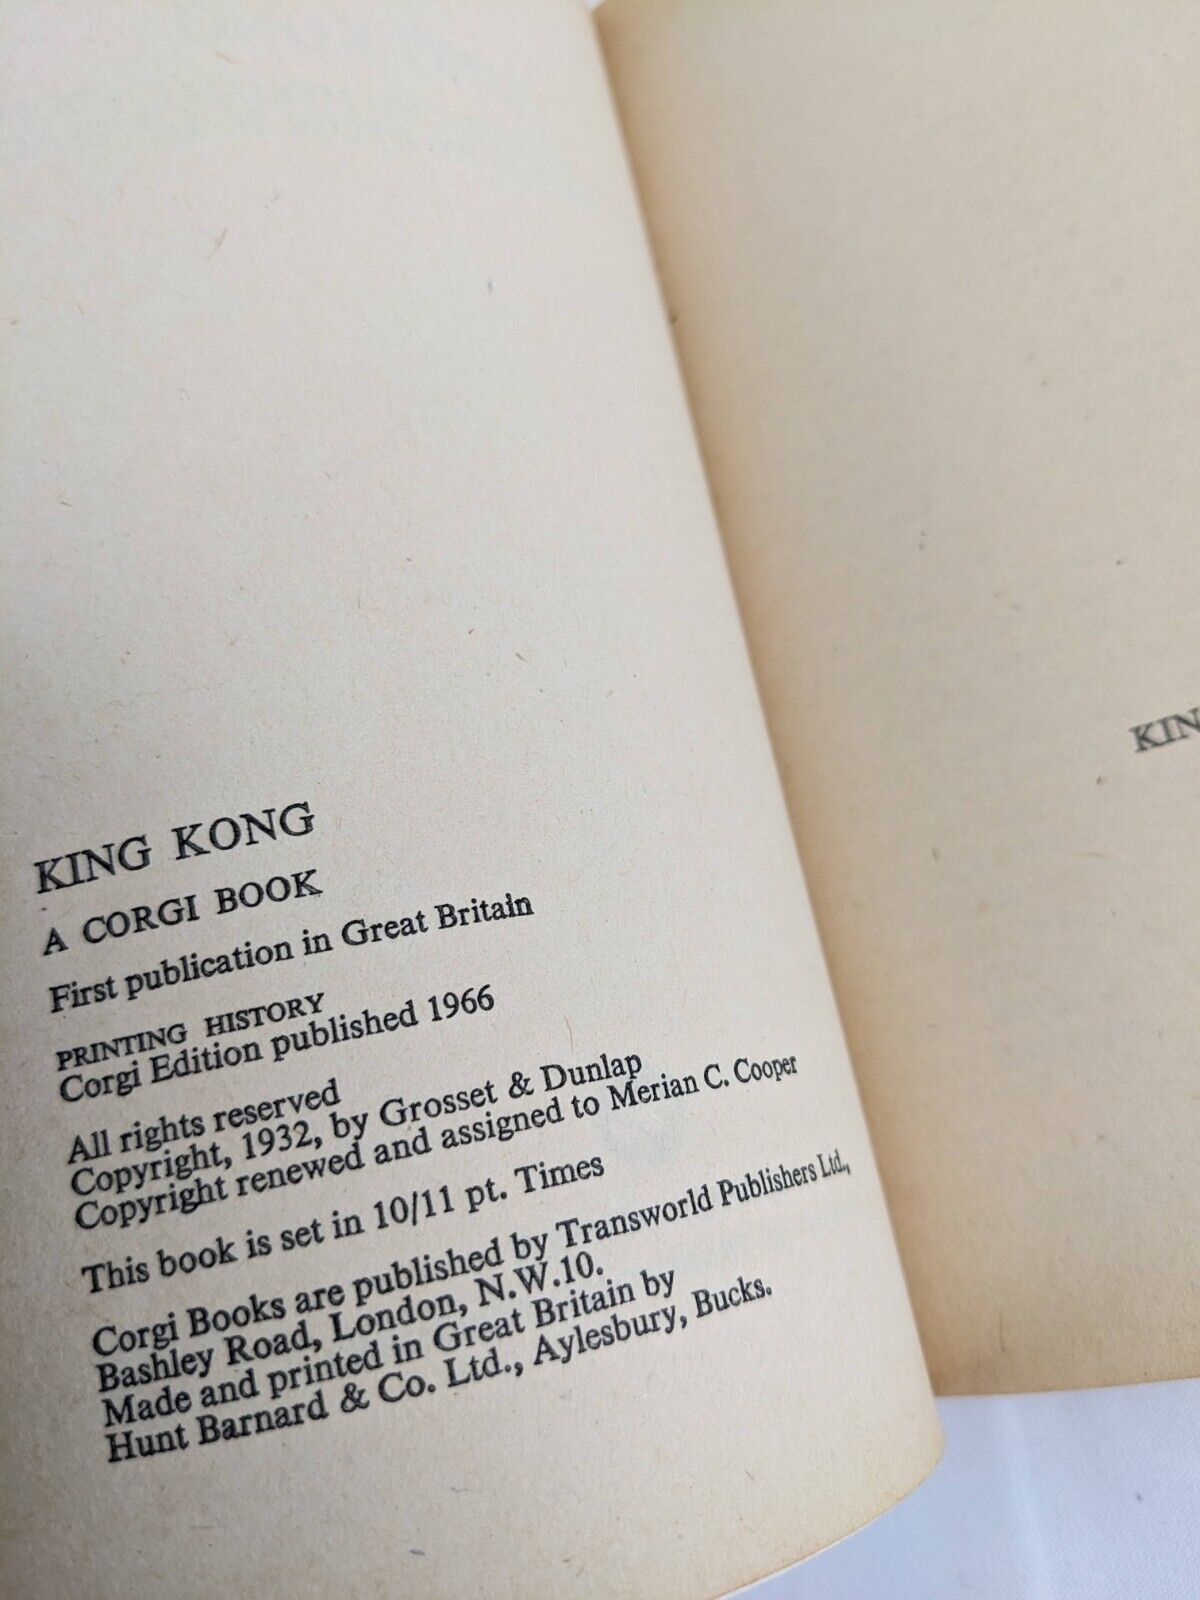 KING KONG
A CORGI BOOK
First publication in Great Britain
PRINTING HISTORY
Corgi Edition published 1966
All rights reserved
Copyright, 1932, by Grosset & Dunlap
Copyright renewed and assigned to Merian C. Cooper
This book is set in 10/11 pt. Times
Corgi Books are published by Transworld Publishers Ltd.,
Bashley Road, London, N.W.10.
Made and printed in Great Britain by
Hunt Barnard & Co. Ltd., Aylesbury, Bucks.
KIN